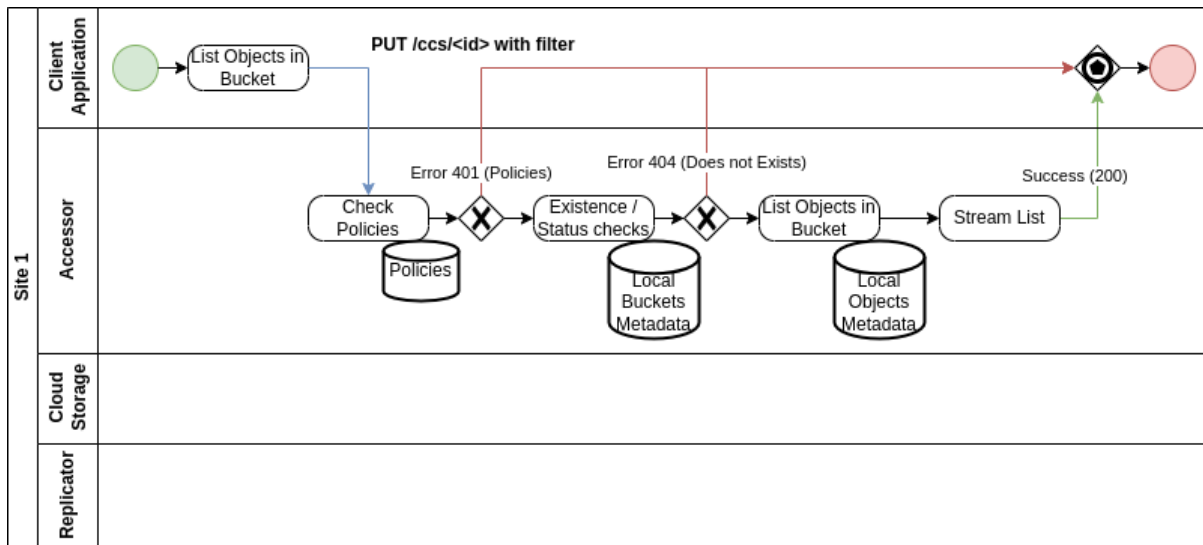 Site 1
Client
Application
List Objects in
Bucket
PUT /ccs/<id> with filter
Accessor
Error 401 (Policies)
Error 404 (Does not Exists)
Success (200)
Check
Policies
Existence /
Status checks
List Objects in
Bucket
Stream List
Policies
Local
Buckets
Metadata
Local
Objects
Metadata
Cloud
Storage
Replicator